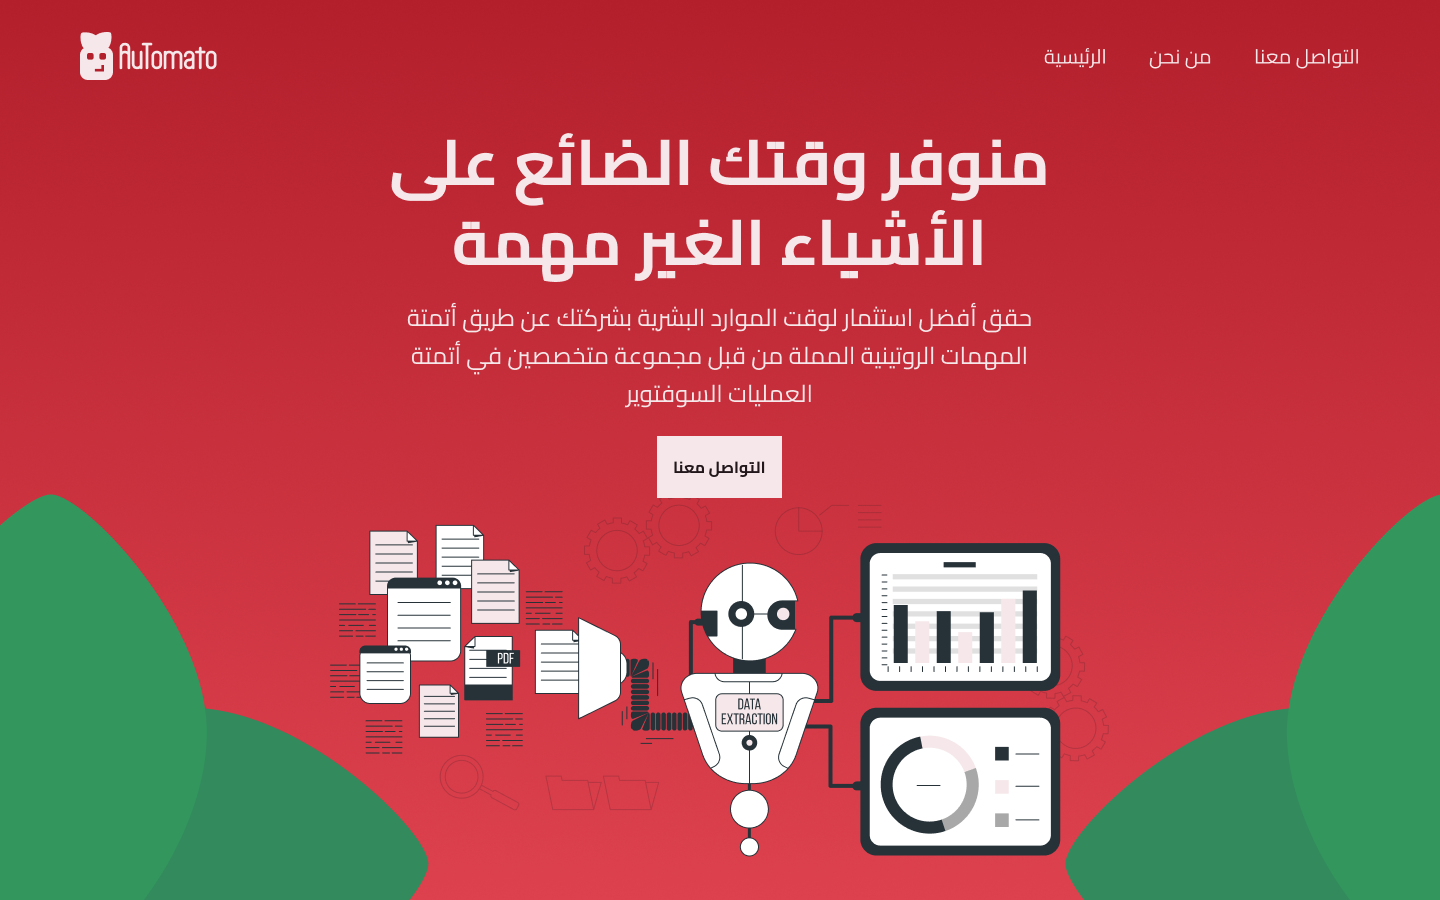 AuTomato
التواصل معنا
من نحن
الرئيسية
منوفر وقتك الضائع على
الأشياء الغير مهمة
حقق أفضل استثمار لوقت الموارد البشرية بشركتك عن طريق أتمتة
المهمات الروتينية المملة من قبل مجموعة متخصصين في أتمتة
العمليات السوفتوير
التواصل معنا
PDF
DATA
EXTRACTION